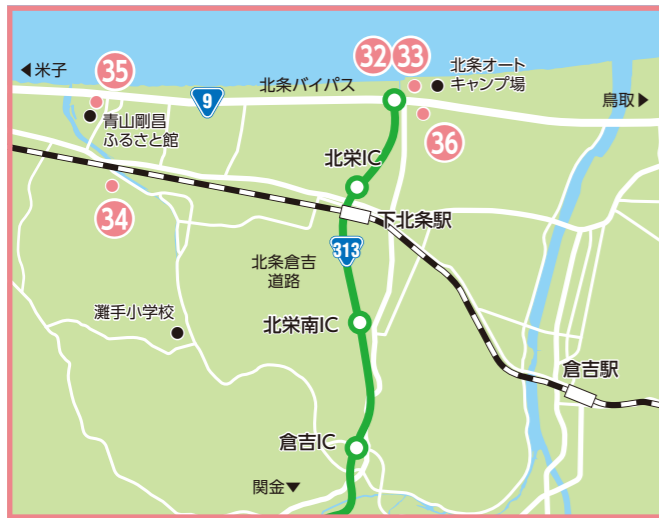 ◀米子
35
北条バイパス
9
32 33
北条オート
キャンプ場
鳥取▶
青山剛昌
ふるさと館
36
北栄IC
34
下北条駅
313
北条倉吉
道路
灘手小学校
北栄南IC
倉吉駅
倉吉IC
関金▼